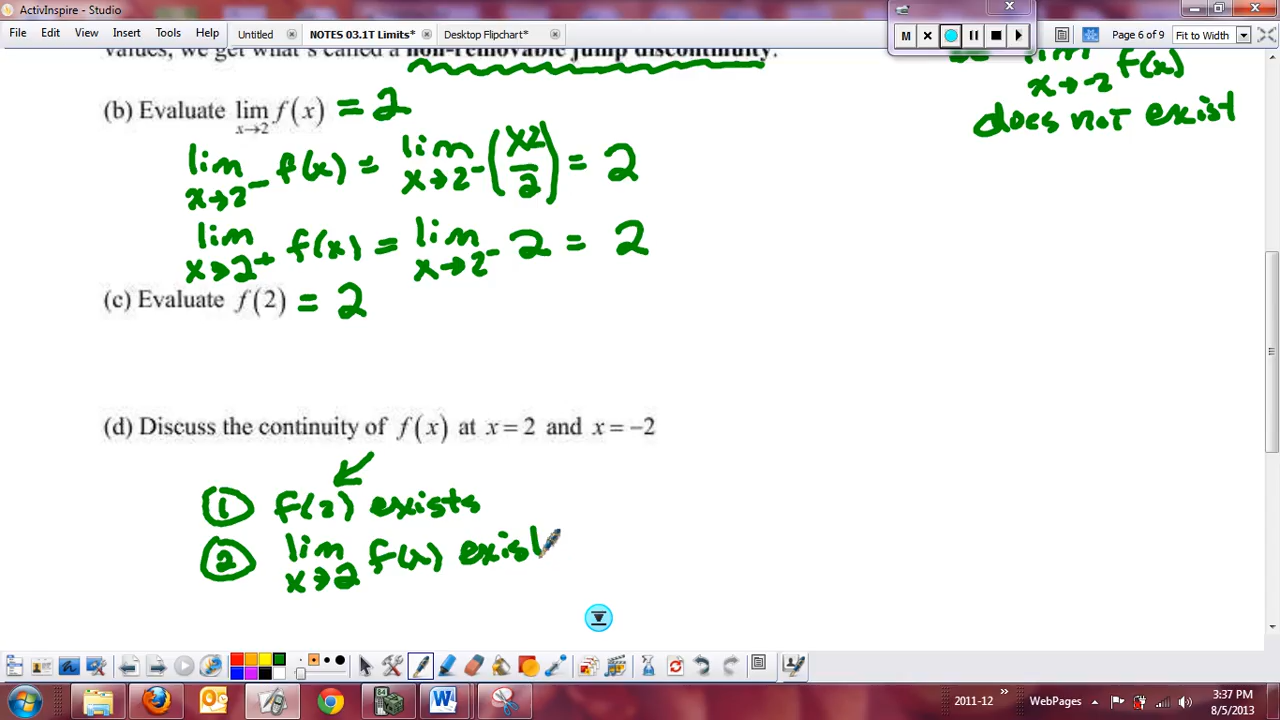 ActivInspire - Studio
File Edit View Insert Tools Help Untitled NOTES 03.1T Limits* Desktop Flipchart* M Page 6 of 9 Fit to Width
values, we get what's called a non-removable jump discontinuity.
lim x→-2 f(x)
does not exist
(b) Evaluate lim x→2 f(x) = 2
lim x→2⁻ f(x) = lim x→2⁻ (x2/2) = 2
lim x→2⁺ f(x) = lim x→2⁻ 2 = 2
(c) Evaluate f(2) = 2
(d) Discuss the continuity of f(x) at x = 2 and x = -2
① f(2) exists
② lim x→2 f(x) exist
2011-12 » WebPages 3:37 PM
8/5/2013